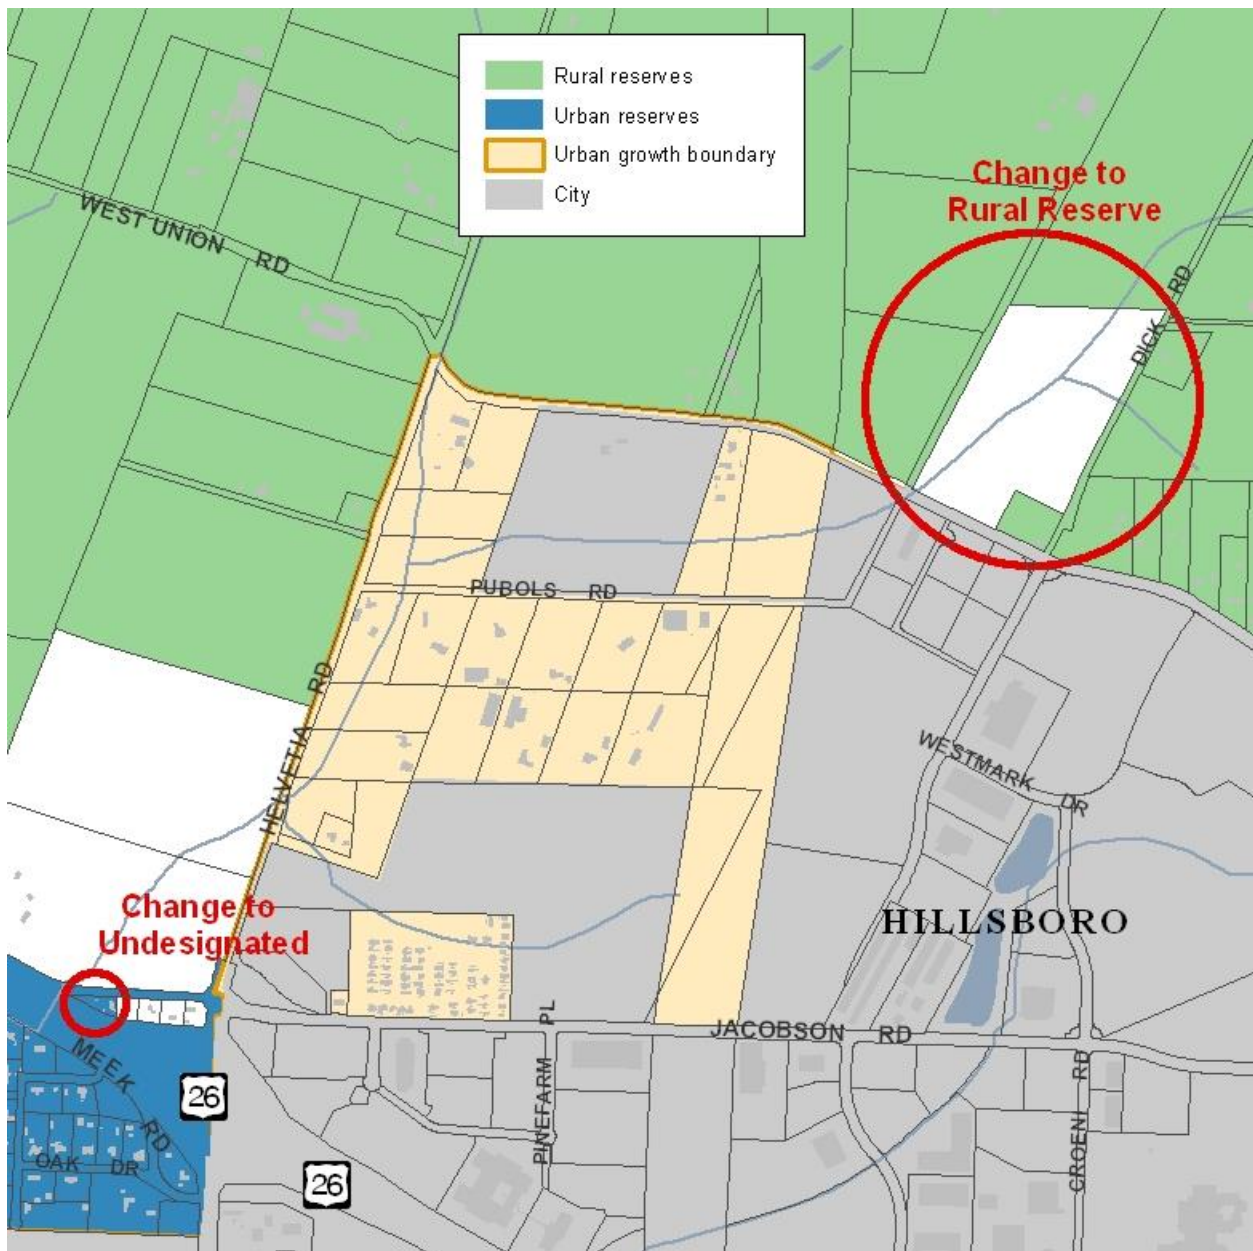 Rural reserves
Urban reserves
Urban growth boundary
City
Change to
Rural Reserve
WEST UNION RD
DICK RD
PUBOLS RD
HELVETIA RD
WESTMARK DR
Change to
Undesignated
HILLSBORO
JACOBSON RD
MEEK RD
26
PINEFARM PL
CROENI RD
OAK DR
26